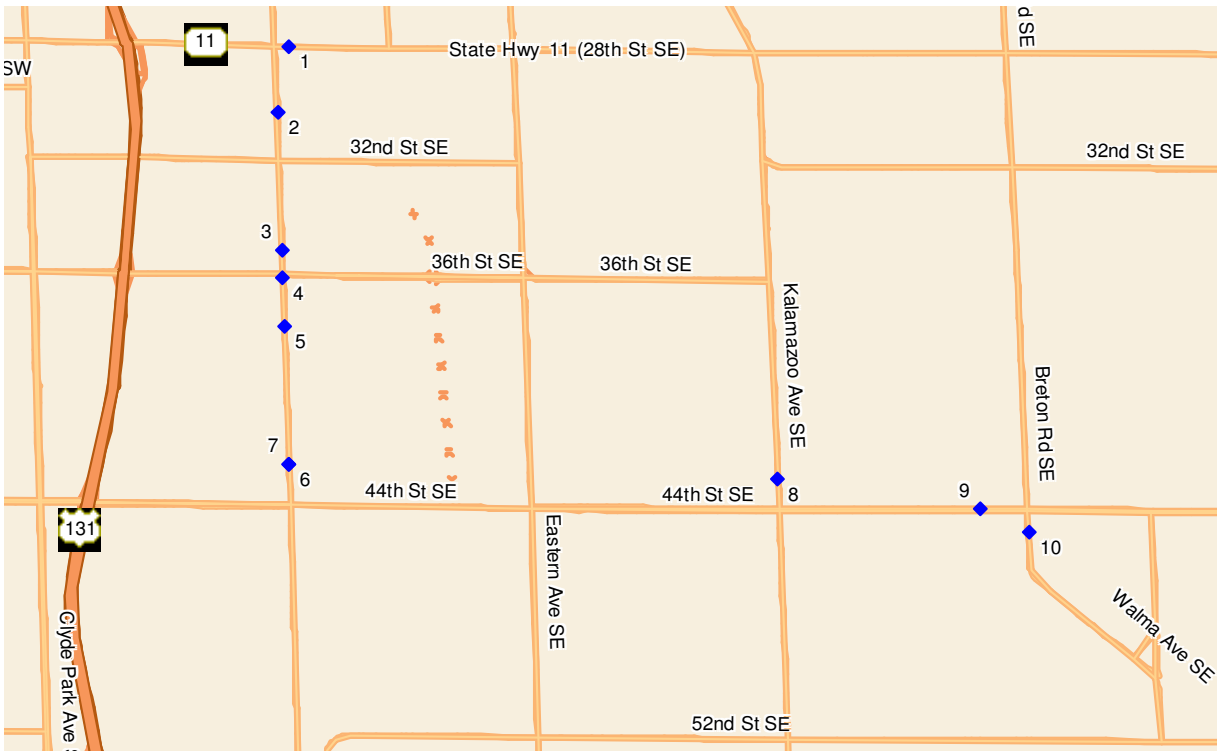 d SE
11
State Hwy 11 (28th St SE)
1
SW
2
32nd St SE
32nd St SE
3
36th St SE
36th St SE
4
Kalamazoo Ave SE
5
Breton Rd SE
7
6
44th St SE
44th St SE
8
9
131
Eastern Ave SE
10
Walma Ave SE
Clyde Park Ave
52nd St SE